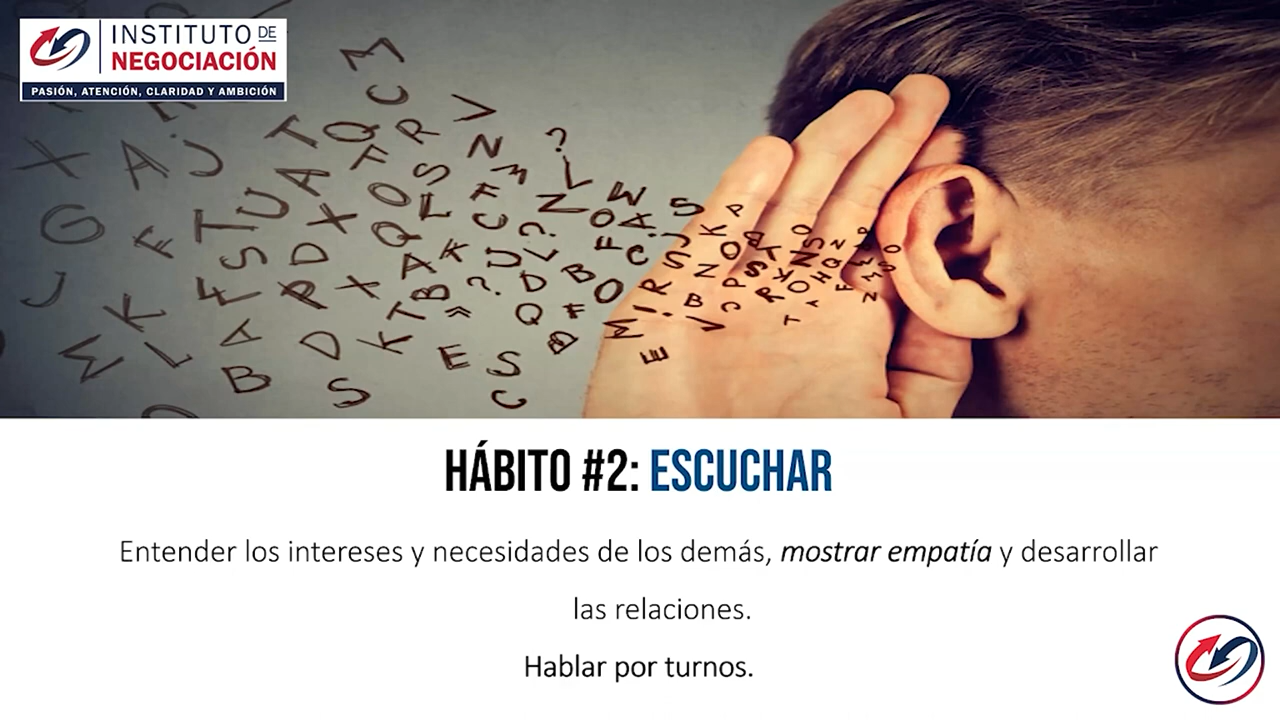 INSTITUTO DE
NEGOCIACIÓN
PASIÓN, ATENCIÓN, CLARIDAD Y AMBICIÓN
HÁBITO #2: ESCUCHAR
Entender los intereses y necesidades de los demás, mostrar empatía y desarrollar
las relaciones.
Hablar por turnos.